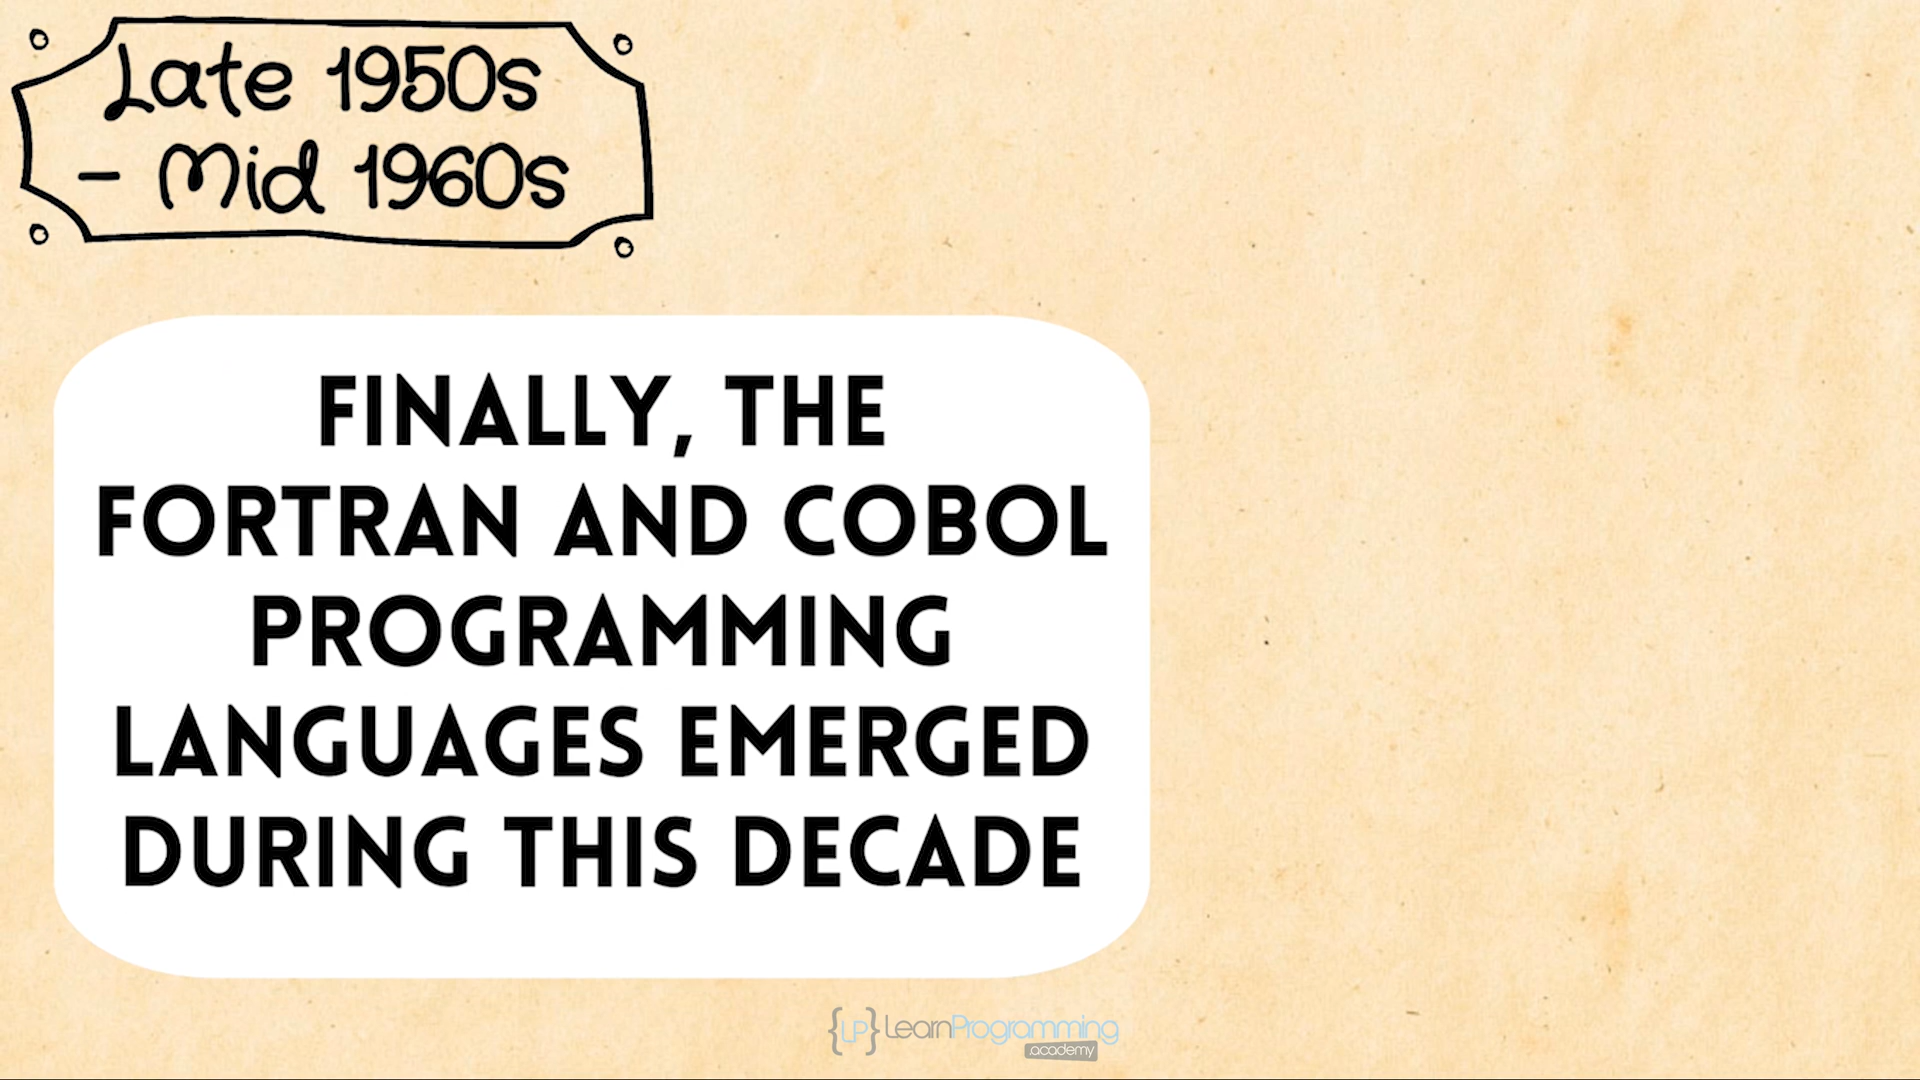 Late 1950s
- Mid 1960s
FINALLY, THE
FORTRAN AND COBOL
PROGRAMMING
LANGUAGES EMERGED
DURING THIS DECADE
{LP} LearnProgramming
.academy